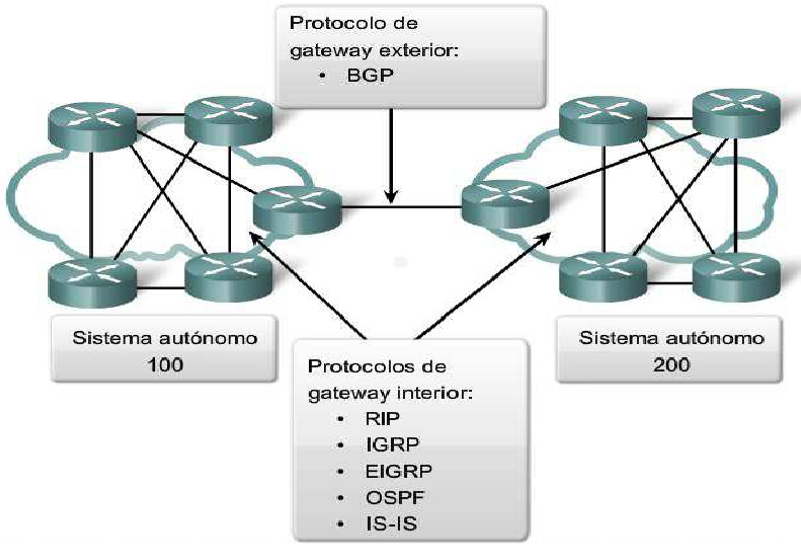 Protocolo de
gateway exterior:
• BGP
Sistema autónomo
100
Sistema autónomo
200
Protocolos de
gateway interior:
• RIP
• IGRP
• EIGRP
• OSPF
• IS-IS